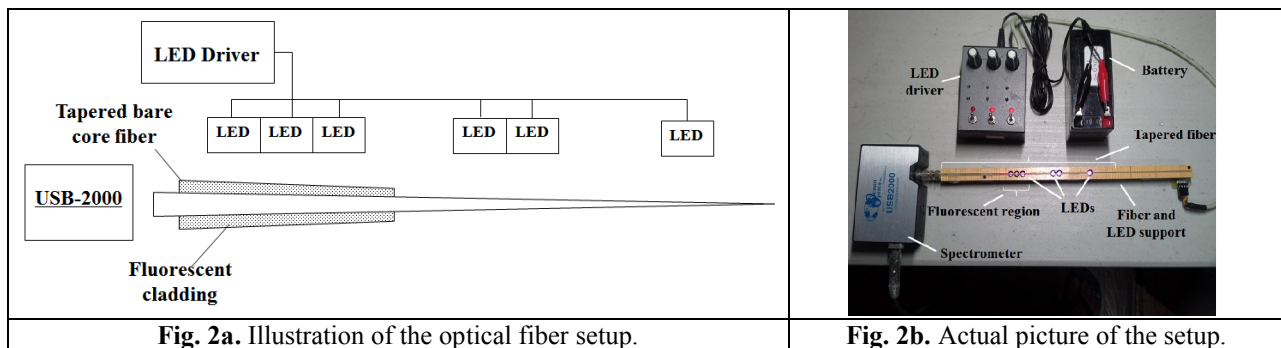 LED Driver
Tapered bare
core fiber
LED LED LED LED LED LED
USB-2000
Fluorescent
cladding
Fig. 2a. Illustration of the optical fiber setup.
LED
driver
Battery
Tapered fiber
USB2000
Fluorescent region
LEDs
Fiber and
LED support
Spectrometer
Fig. 2b. Actual picture of the setup.